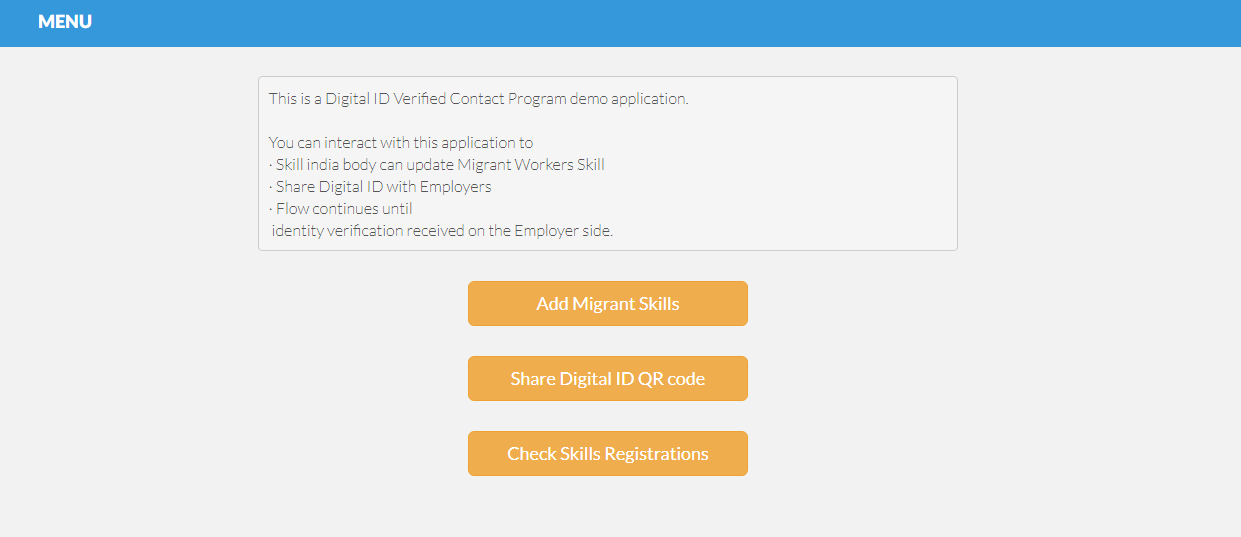 MENU
This is a Digital ID Verified Contact Program demo application.
You can interact with this application to
· Skill india body can update Migrant Workers Skill
· Share Digital ID with Employers
· Flow continues until
identity verification received on the Employer side.
Add Migrant Skills
Share Digital ID QR code
Check Skills Registrations